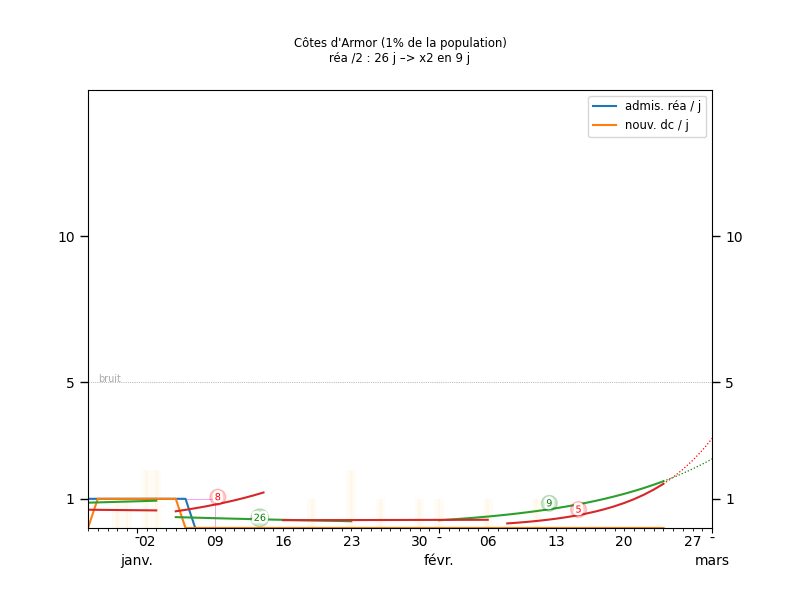 Côtes d'Armor (1% de la population)
réa /2 : 26 j –> x2 en 9 j
admis. réa / j
nouv. dc / j
10
10
bruit
5
5
1
1
8
26
9
5
02
09
16
23
30
06
13
20
27
janv.
févr.
mars